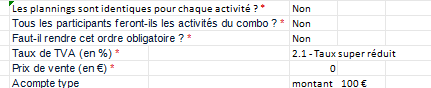 Les plannings sont identiques pour chaque activité ? * Non
Tous les participants feront-ils les activités du combo ? * Non
Faut-il rendre cet ordre obligatoire ? * Non
Taux de TVA (en %) * 2.1 - Taux super réduit
Prix de vente (en €) * 0
Acompte type montant 100 €